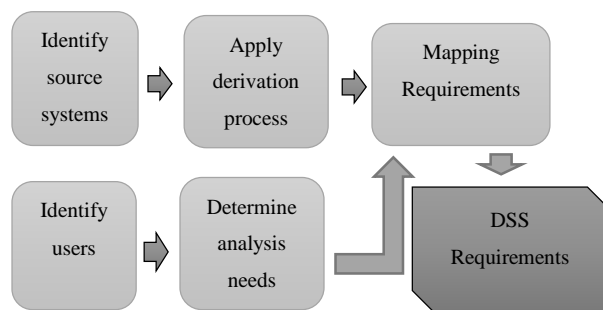 Identify
source
systems
Apply
derivation
process
Mapping
Requirements
Identify
users
Determine
analysis
needs
DSS
Requirements